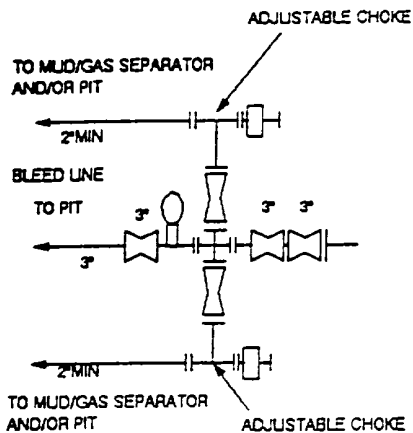 ADJUSTABLE CHOKE
TO MUD/GAS SEPARATOR
AND/OR PIT
2"MIN
BLEED LINE
TO PIT
3"
3"
3"
3"
2"MIN
TO MUD/GAS SEPARATOR
AND/OR PIT
ADJUSTABLE CHOKE